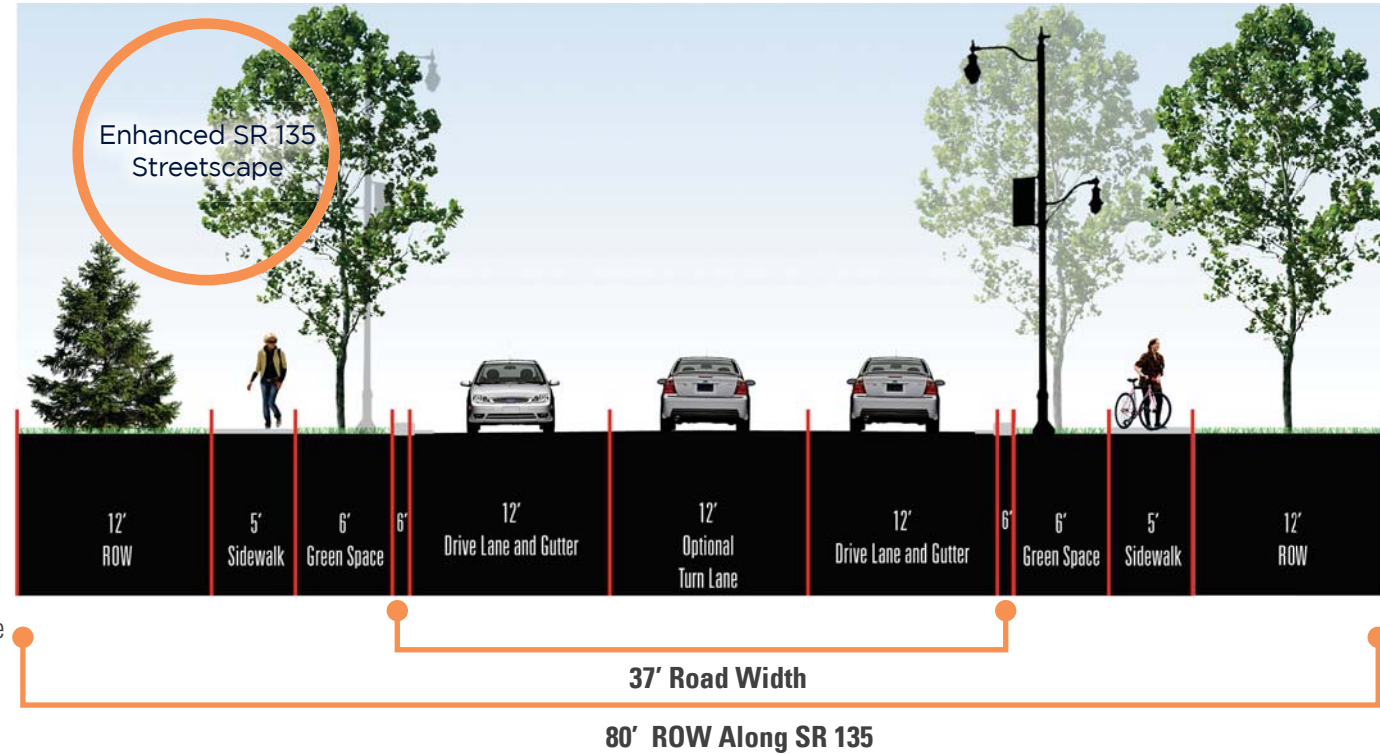 Enhanced SR 135
Streetscape
12′
ROW
5′
Sidewalk
6′
Green Space
6′
12′
Drive Lane and Gutter
12′
Optional
Turn Lane
12′
Drive Lane and Gutter
6′
6′
Green Space
5′
Sidewalk
12′
ROW
37′ Road Width
80′ ROW Along SR 135